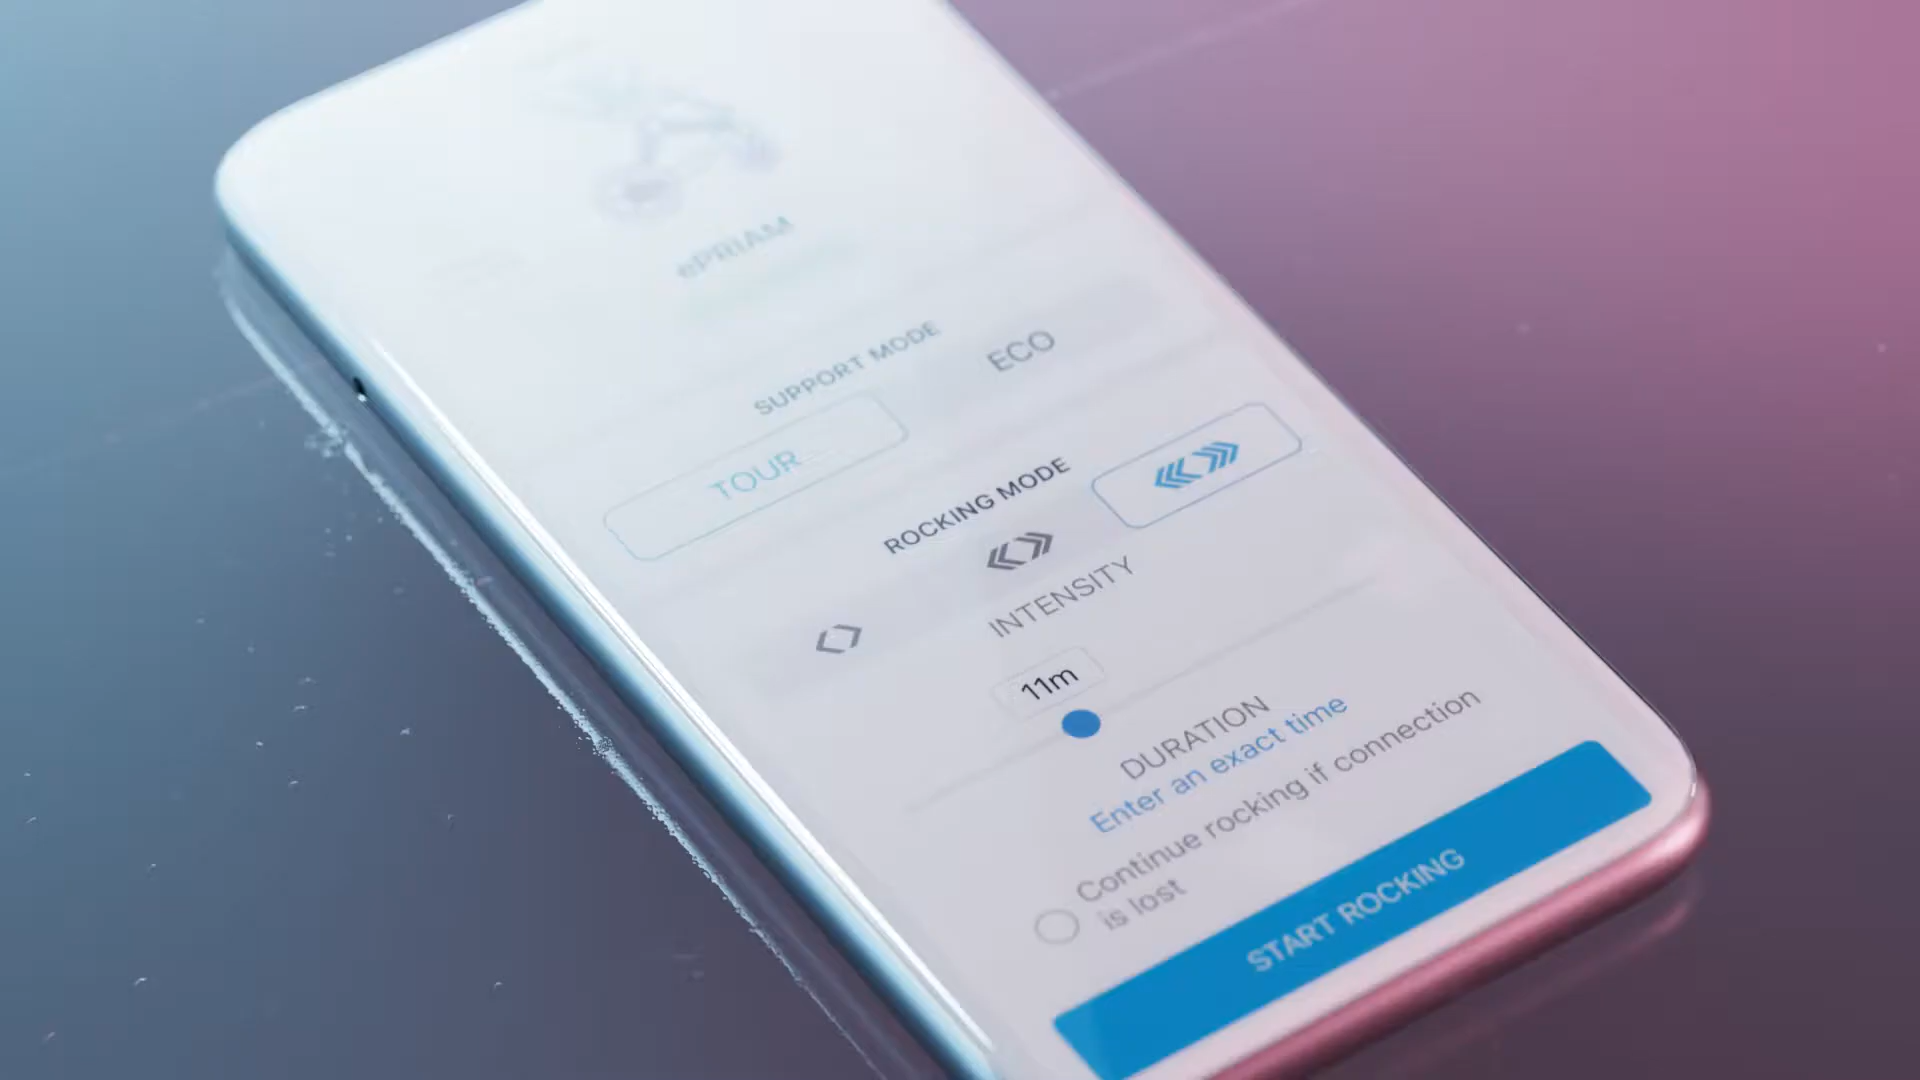 ePRIAM
SUPPORT MODE
TOUR
ECO
ROCKING MODE
INTENSITY
11m
DURATION
Enter an exact time
Continue rocking if connection
is lost
START ROCKING